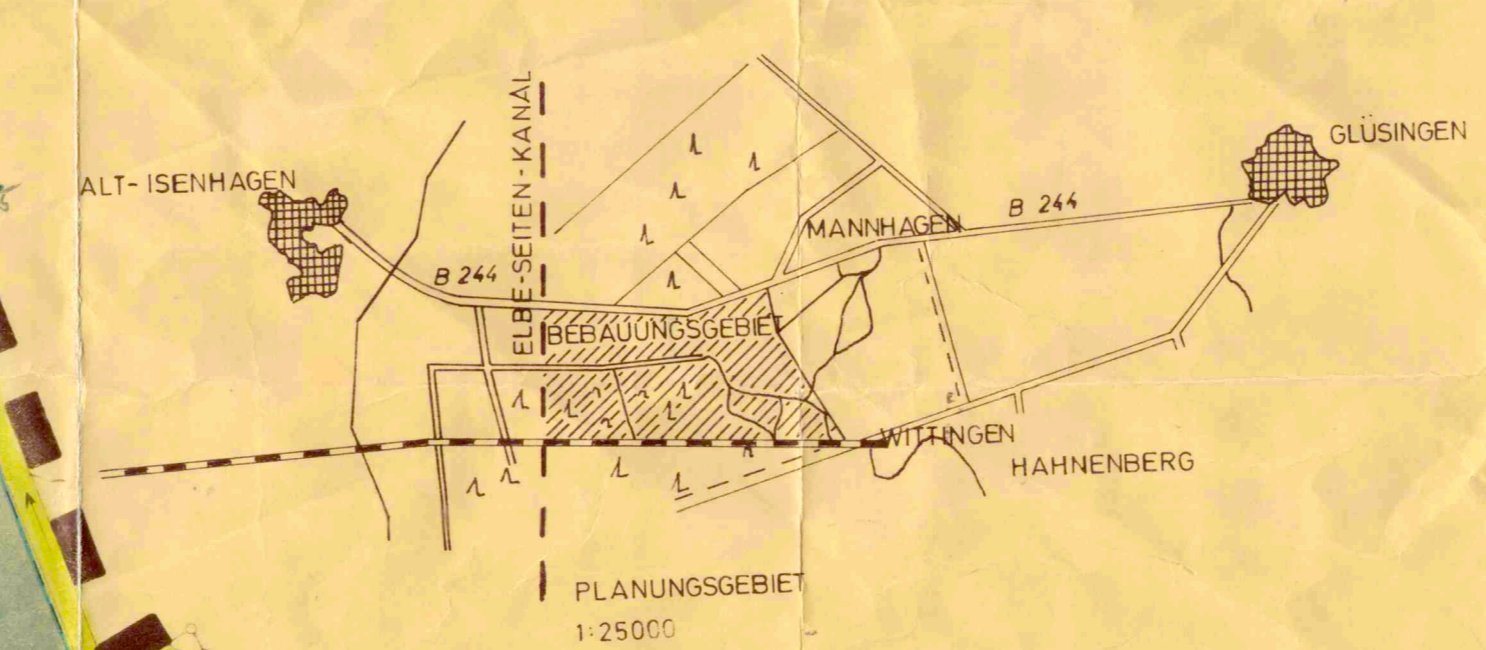 GLÜSINGEN
ALT-ISENHAGEN
ELBE-SEITEN-KANAL
B 244
MANNHAGEN
B 244
BEBAUUNGSGEBIET
WITTINGEN
HAHNENBERG
PLANUNGSGEBIET
1:25000